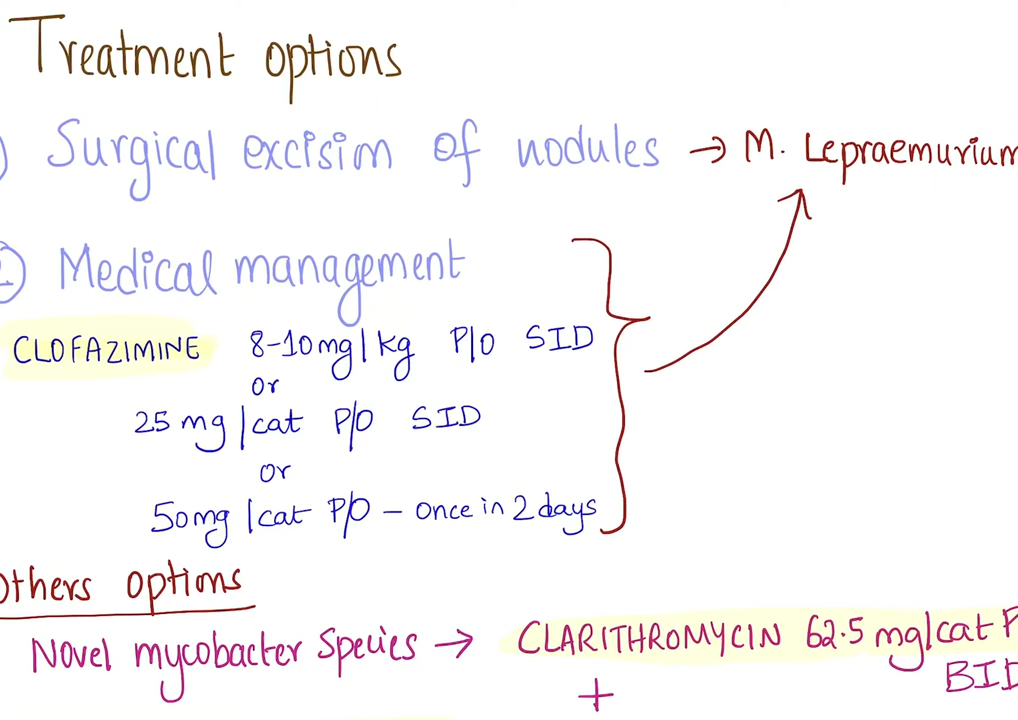 Treatment options
) Surgical excisim of nodules → M. Lepraemurium
2) Medical management
CLOFAZIMINE 8-10mg/kg P/O SID
or
25 mg/cat P/O SID
or
50mg/cat P/O - once in 2 days
Others options
Novel mycobacter Species → CLARITHROMYCIN 62.5 mg/cat P
BID
+